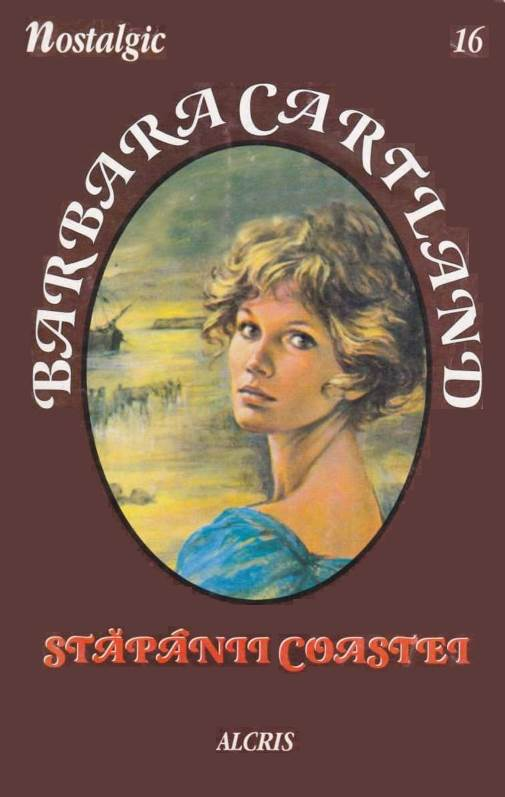 Nostalgic
16
BARBARA CARTLAND
STĂPÂNII COASTEI
ALCRIS